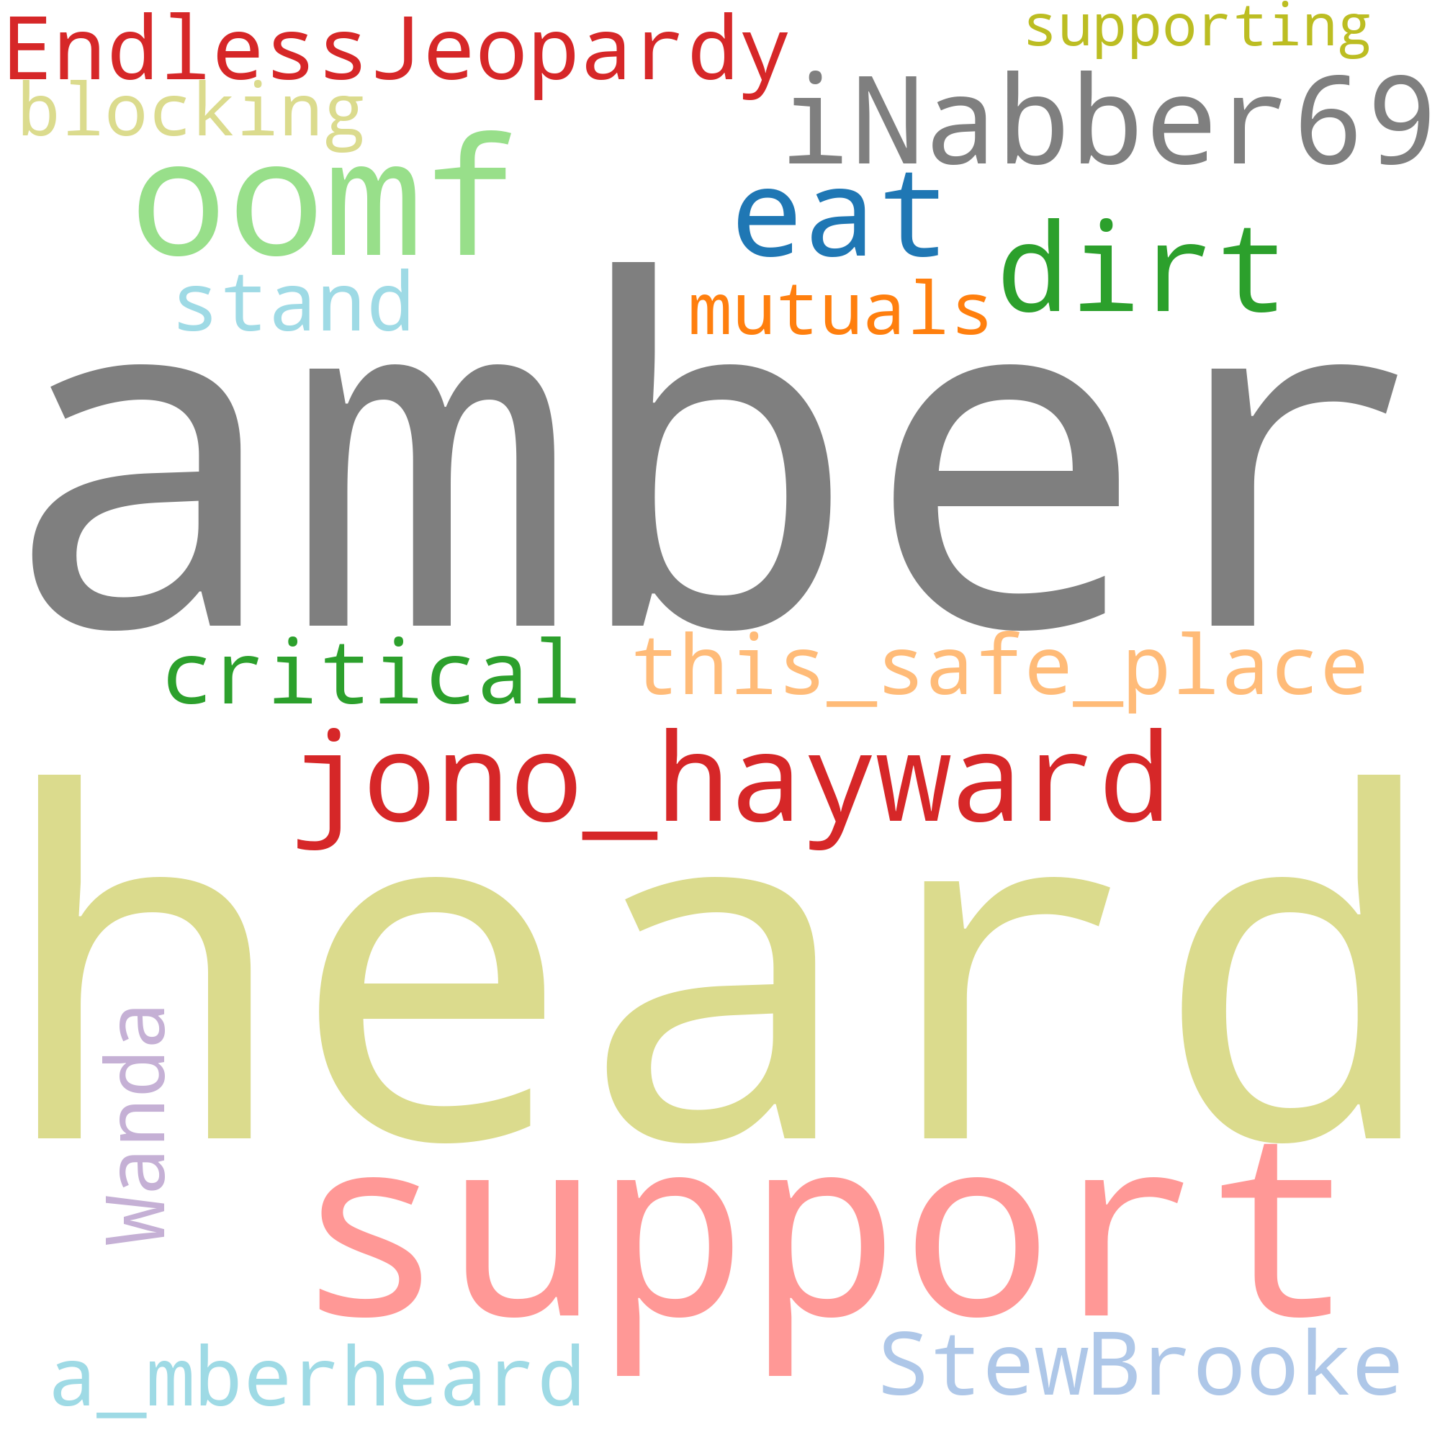 EndlessJeopardy
supporting
blocking
iNabber69
oomf
eat
dirt
stand
mutuals
amber
critical
this_safe_place
jono_hayward
heard
Wanda
support
a_mberheard
StewBrooke